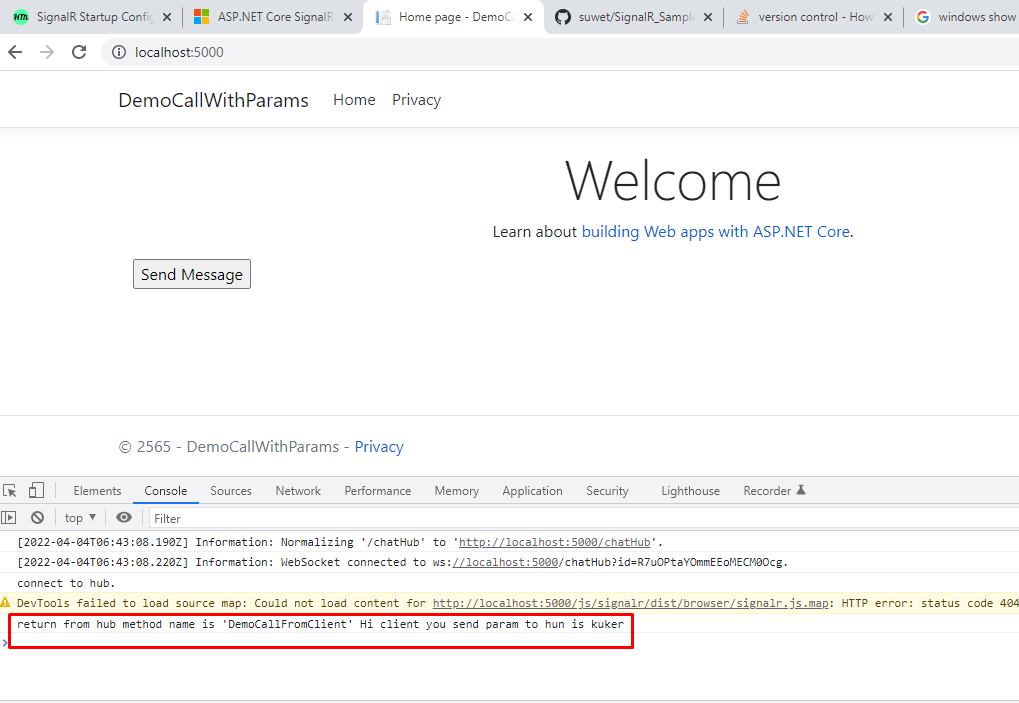 SignalR Startup Config
ASP.NET Core SignalR
Home page - DemoCa
suwet/SignalR_Sample
version control - How
windows show
localhost:5000
DemoCallWithParams Home Privacy
Welcome
Learn about building Web apps with ASP.NET Core.
Send Message
© 2565 - DemoCallWithParams - Privacy
Elements Console Sources Network Performance Memory Application Security Lighthouse Recorder
top ▼ Filter
[2022-04-04T06:43:08.190Z] Information: Normalizing '/chatHub' to 'http://localhost:5000/chatHub'.
[2022-04-04T06:43:08.220Z] Information: WebSocket connected to ws://localhost:5000/chatHub?id=R7uOPtaYOmmEEoMECM0Ocg.
connect to hub.
DevTools failed to load source map: Could not load content for http://localhost:5000/js/signalr/dist/browser/signalr.js.map: HTTP error: status code 404
return from hub method name is 'DemoCallFromClient' Hi client you send param to hun is kuker